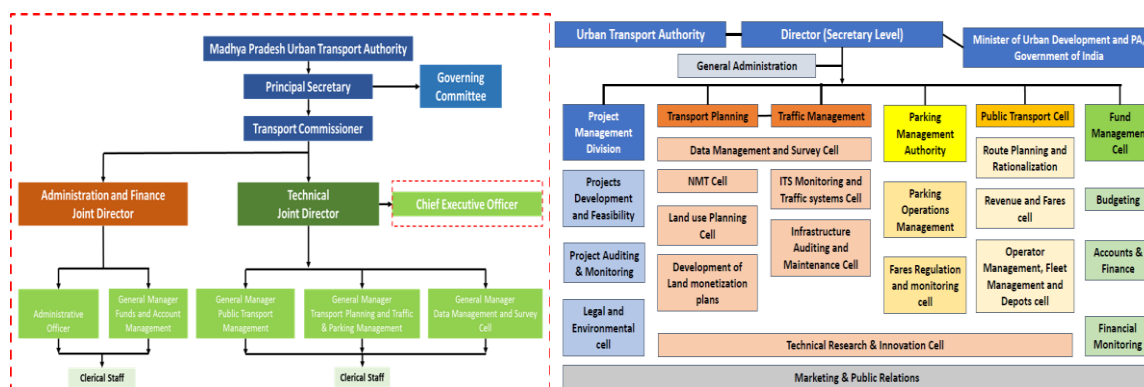 Madhya Pradesh Urban Transport Authority
Principal Secretary
Governing
Committee
Transport Commissioner
Administration and Finance
Joint Director
Technical
Joint Director
Chief Executive Officer
Administrative
Officer
General Manager
Funds and Account
Management
General Manager
Public Transport
Management
General Manager
Transport Planning and Traffic
& Parking Management
General Manager
Data Management and Survey
Cell
Clerical Staff
Clerical Staff
Urban Transport Authority
Director (Secretary Level)
Minister of Urban Development and PA,
Government of India
General Administration
Project
Management
Division
Projects
Development
and Feasibility
Project Auditing
& Monitoring
Legal and
Environmental
cell
Transport Planning
Traffic Management
Data Management and Survey Cell
NMT Cell
Land use Planning
Cell
Development of
Land monetization
plans
ITS Monitoring and
Traffic systems Cell
Infrastructure
Auditing and
Maintenance Cell
Parking
Management
Authority
Parking
Operations
Management
Fares Regulation
and monitoring
cell
Public Transport Cell
Route Planning and
Rationalization
Revenue and Fares
cell
Operator
Management, Fleet
Management and
Depots cell
Technical Research & Innovation Cell
Fund
Management
Cell
Budgeting
Accounts &
Finance
Financial
Monitoring
Marketing & Public Relations